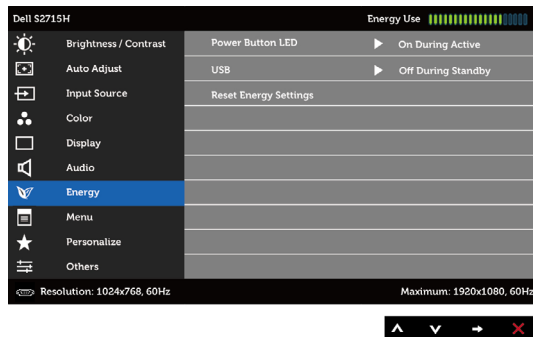 Dell S2715H Energy Use
Brightness / Contrast Power Button LED On During Active
Auto Adjust USB Off During Standby
Input Source Reset Energy Settings
Color
Display
Audio
Energy
Menu
Personalize
Others
Resolution: 1024x768, 60Hz Maximum: 1920x1080, 60Hz